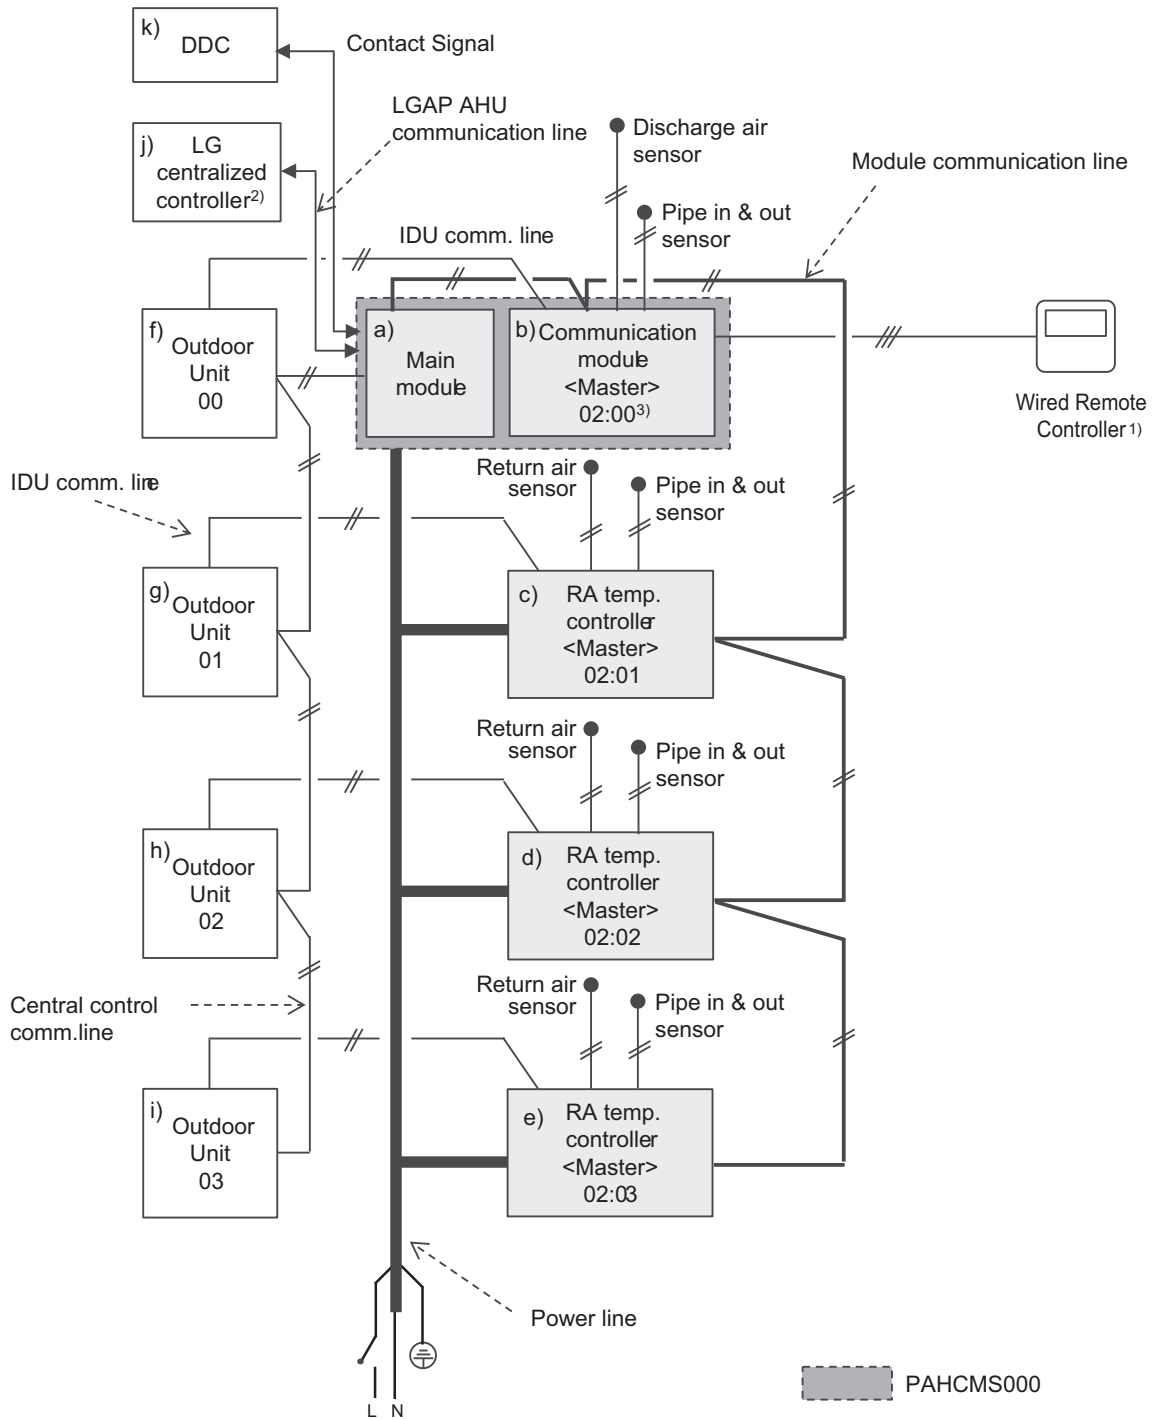 k)
DDC
Contact Signal
LGAP AHU
communication line
j) LG
centralized
controller2)
Discharge air
sensor
Module communication line
Pipe in & out
sensor
IDU comm. line
f)
Outdoor
Unit
00
a)
Main
module
b) Communication
module
<Master>
02:003)
Wired Remote
Controller 1)
IDU comm. line
Return air
sensor
Pipe in & out
sensor
g)
Outdoor
Unit
01
c) RA temp.
controller
<Master>
02:01
Return air
sensor
Pipe in & out
sensor
h)
Outdoor
Unit
02
d) RA temp.
controller
<Master>
02:02
Central control
comm.line
Return air
sensor
Pipe in & out
sensor
i)
Outdoor
Unit
03
e) RA temp.
controller
<Master>
02:03
Power line
L N
PAHCMS000